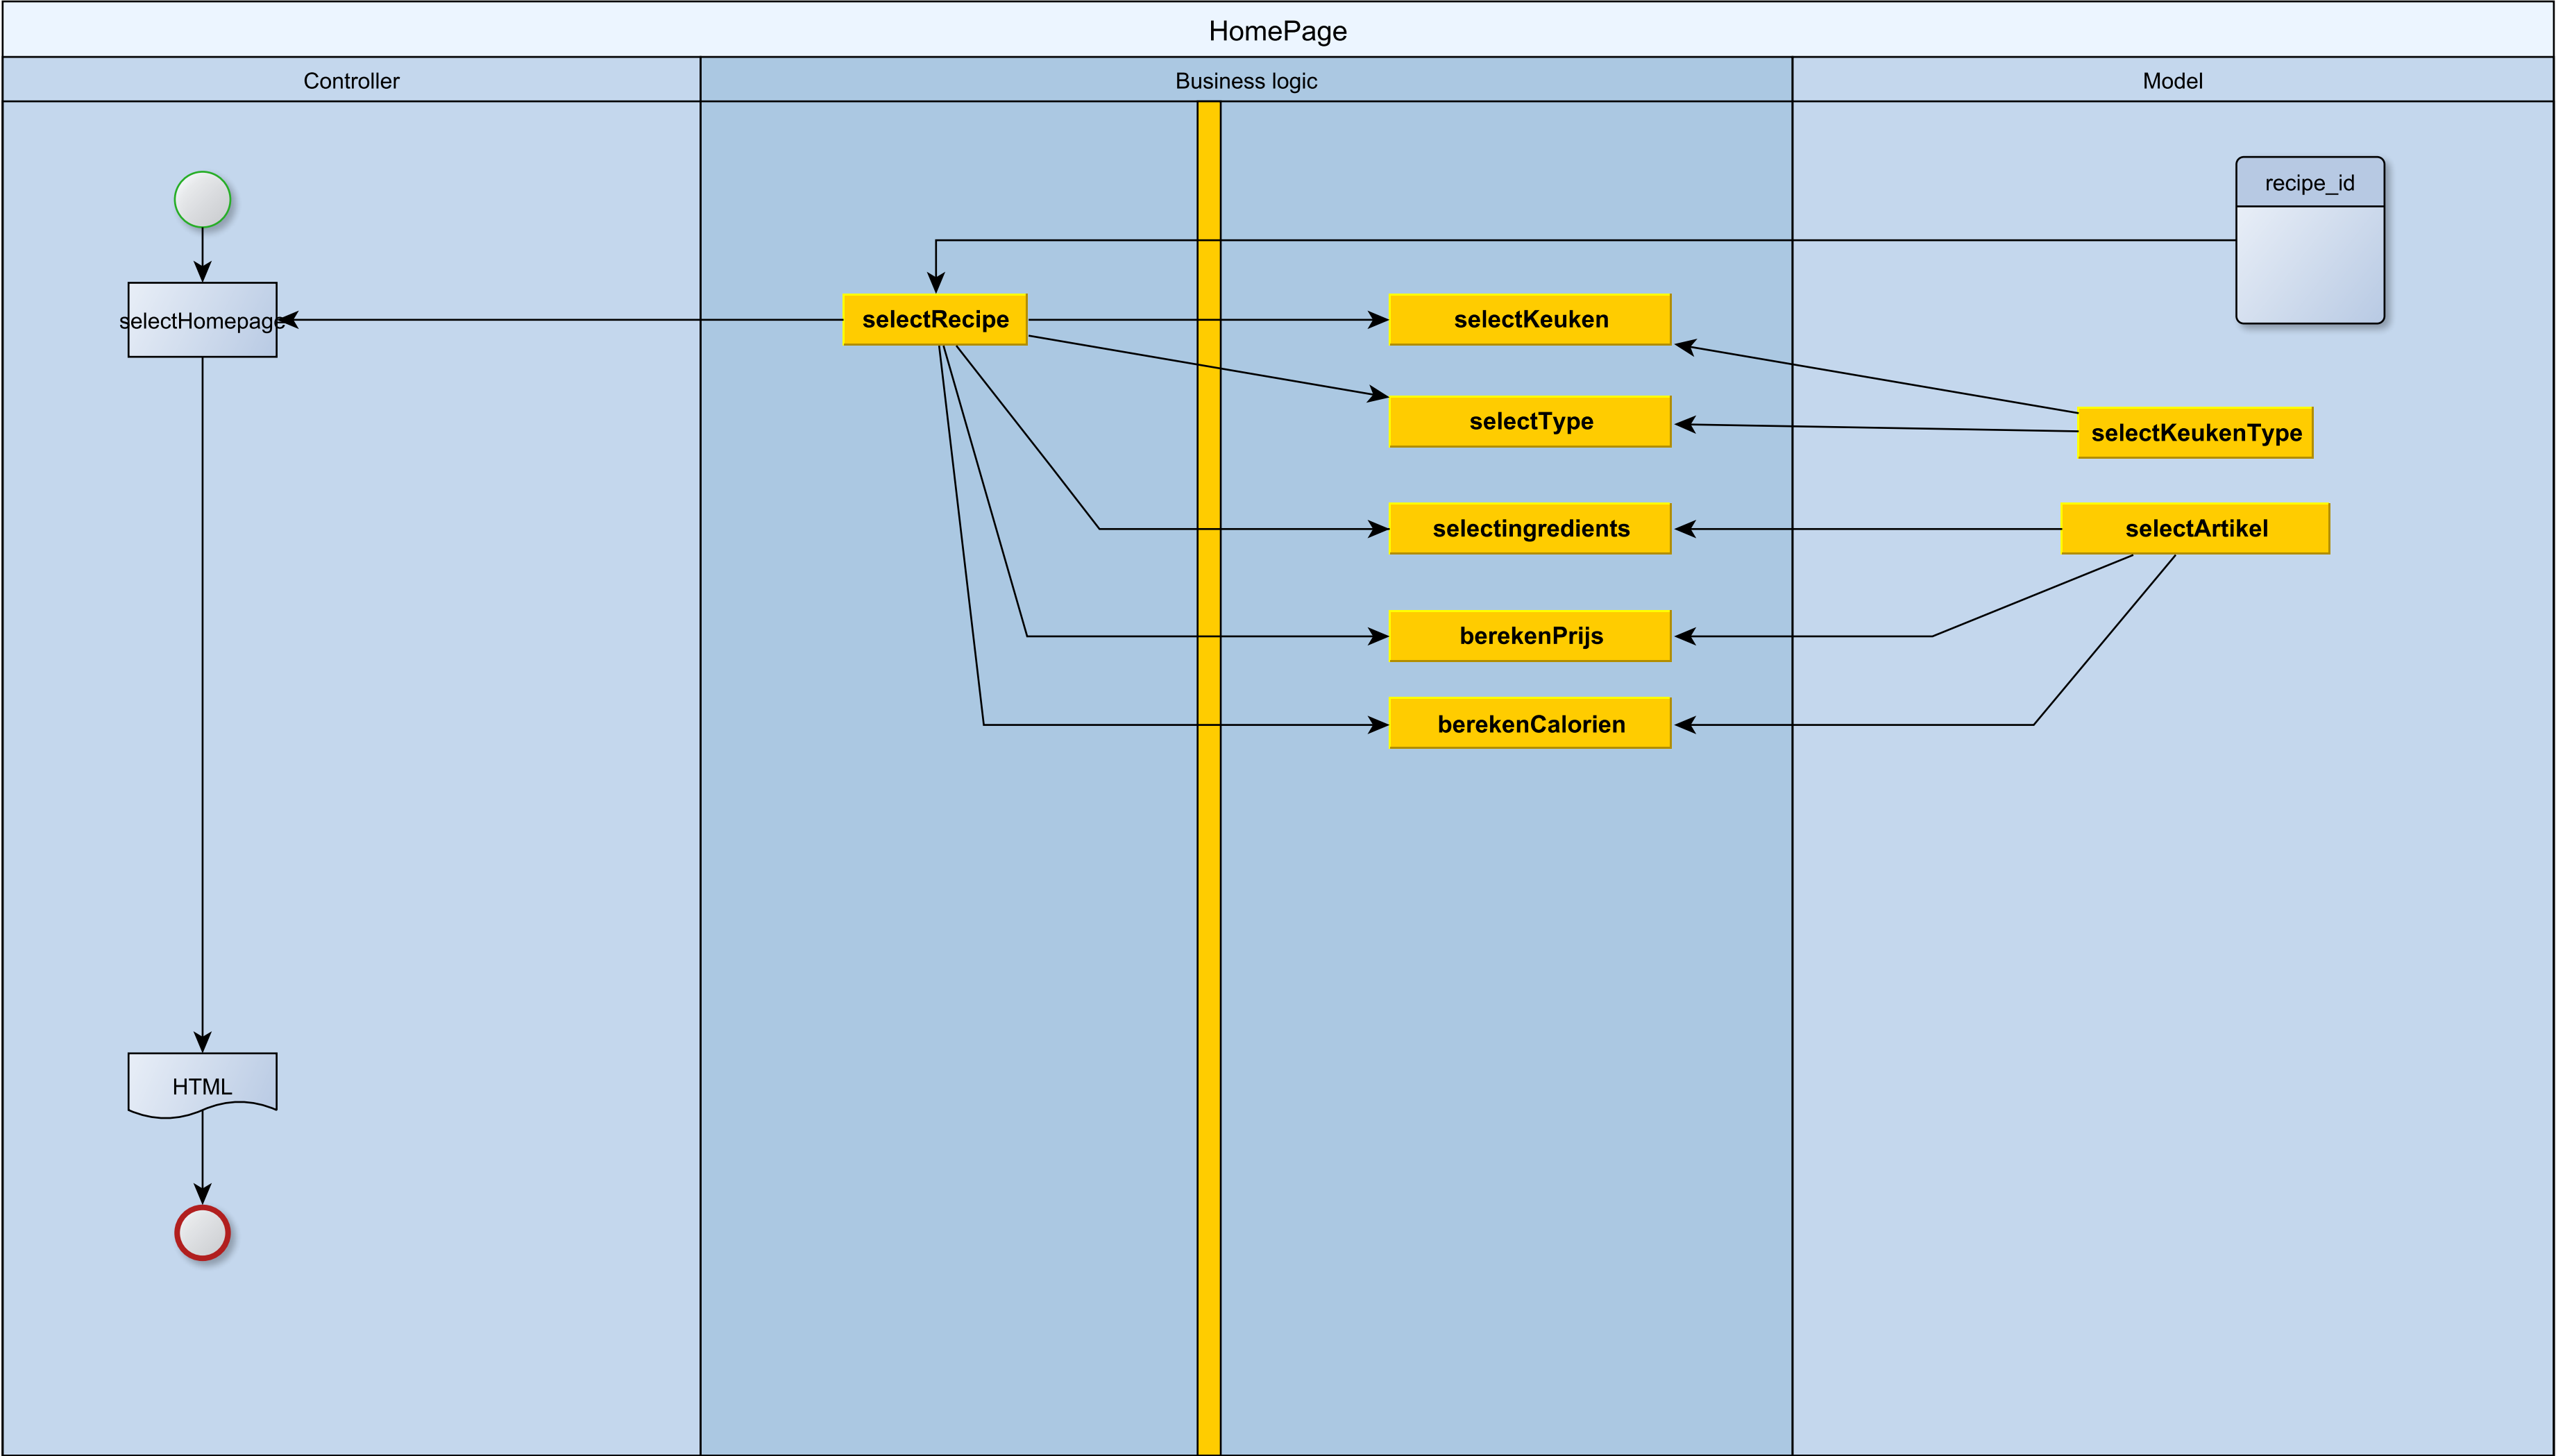 HomePage
Controller
Business logic
Model
recipe_id
selectHomepage
selectRecipe
selectKeuken
selectType
selectKeukenType
selectingredients
selectArtikel
berekenPrijs
berekenCalorien
HTML